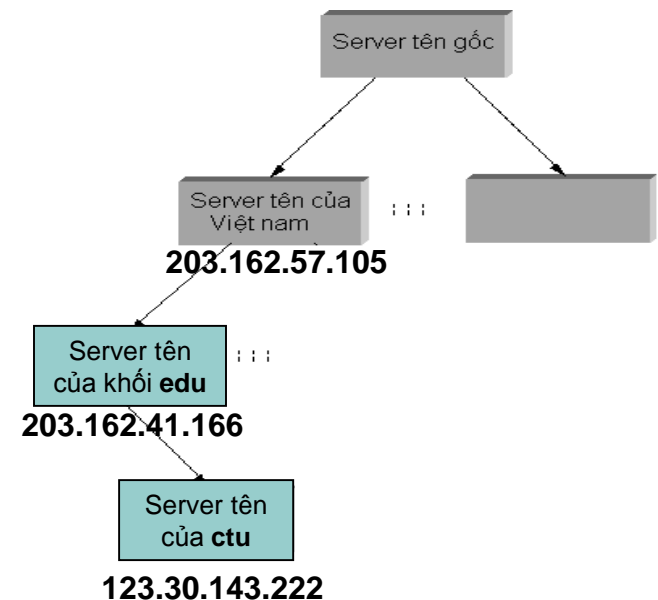 Server tên gốc
Server tên của
Việt nam
203.162.57.105
Server tên
của khối edu
203.162.41.166
Server tên
của ctu
123.30.143.222